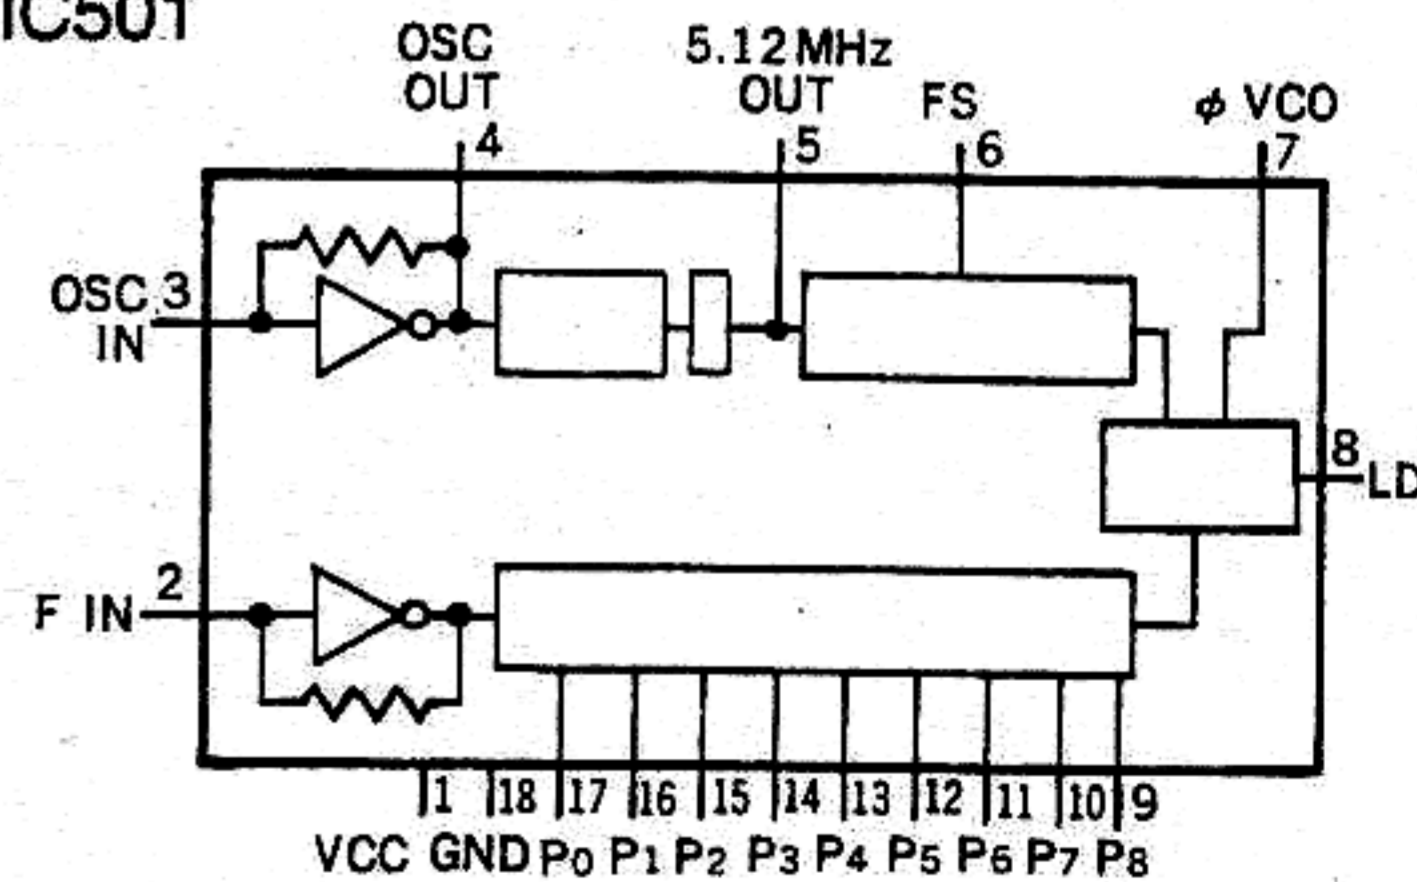 IC501
OSC
OUT
4
5.12MHz
OUT
5
FS
6
φ VCO
7
OSC 3
IN
8
LD
F IN 2
1 18 17 16 15 14 13 12 11 10 9
VCC GND P0 P1 P2 P3 P4 P5 P6 P7 P8